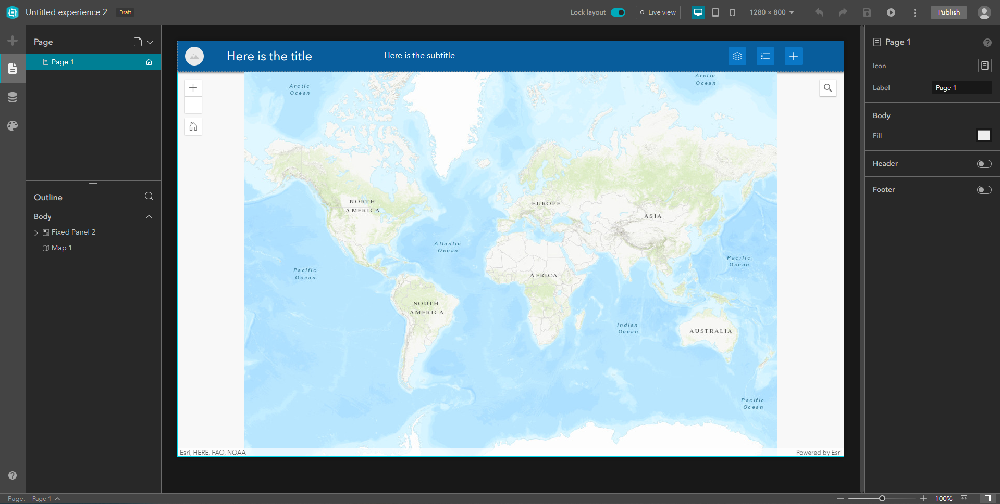 Untitled experience 2
Draft
Lock layout
Live view
1280 × 800
Publish
Page
Page 1
Outline
Body
Fixed Panel 2
Map 1
Here is the title
Here is the subtitle
Arctic
Ocean
Arctic
Ocean
NORTH
AMERICA
EUROPE
ASIA
Atlantic
Ocean
Pacific
Ocean
Pacific
Ocean
AFRICA
SOUTH
AMERICA
Indian
Ocean
AUSTRALIA
Pacific
Ocean
Esri, HERE, FAO, NOAA
Powered by Esri
Page 1
Icon
Label
Page 1
Body
Fill
Header
Footer
Page:
Page 1
100%